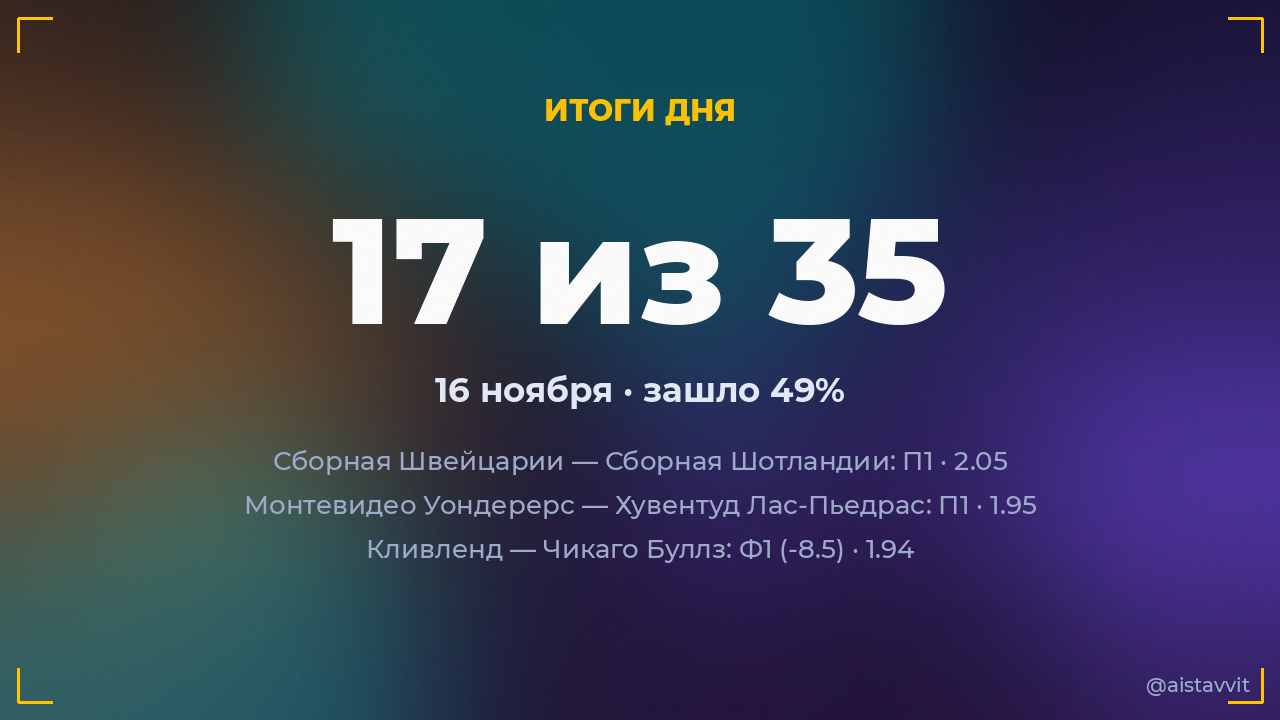 ИТОГИ ДНЯ
17 из 35
16 ноября · зашло 49%
Сборная Швейцарии — Сборная Шотландии: П1 · 2.05
Монтевидео Уондерерс — Хувентуд Лас-Пьедрас: П1 · 1.95
Кливленд — Чикаго Буллз: Ф1 (-8.5) · 1.94
@aistavvit